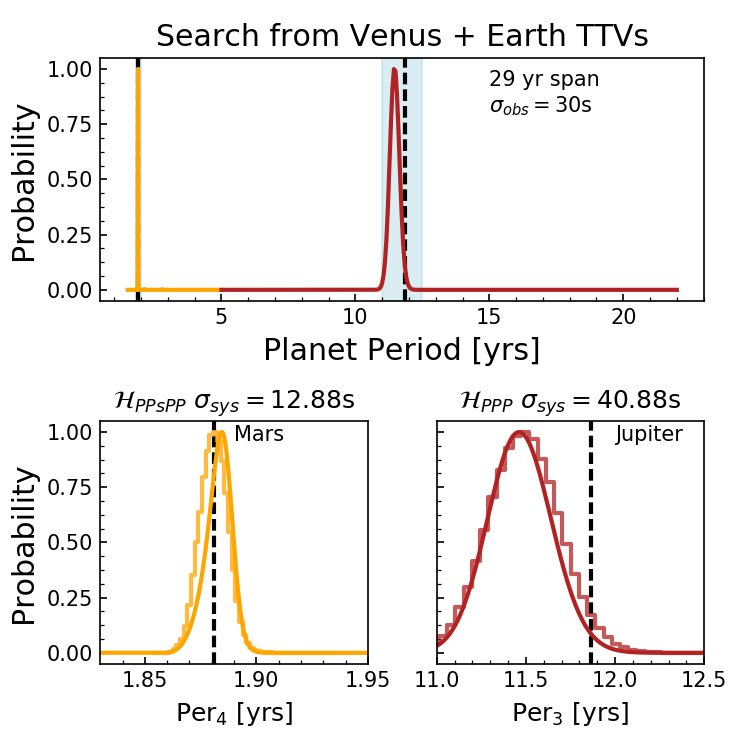 Search from Venus + Earth TTVs
29 yr span
σ_obs = 30s
Probability
1.00
0.75
0.50
0.25
0.00
5 10 15 20
Planet Period [yrs]
ℋ_PPsPP σ_sys = 12.88s
Mars
Probability
1.00
0.75
0.50
0.25
0.00
1.85 1.90 1.95
Per₄ [yrs]
ℋ_PPP σ_sys = 40.88s
Jupiter
11.0 11.5 12.0 12.5
Per₃ [yrs]